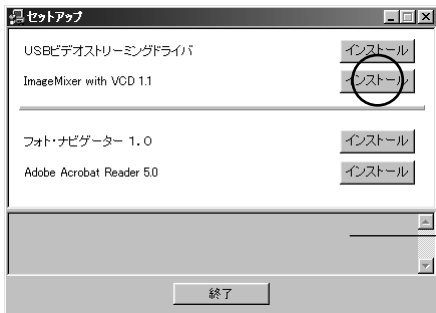 セットアップ
USBビデオストリーミングドライバ インストール
ImageMixer with VCD 1.1 インストール
フォト・ナビゲーター 1.0 インストール
Adobe Acrobat Reader 5.0 インストール
終了